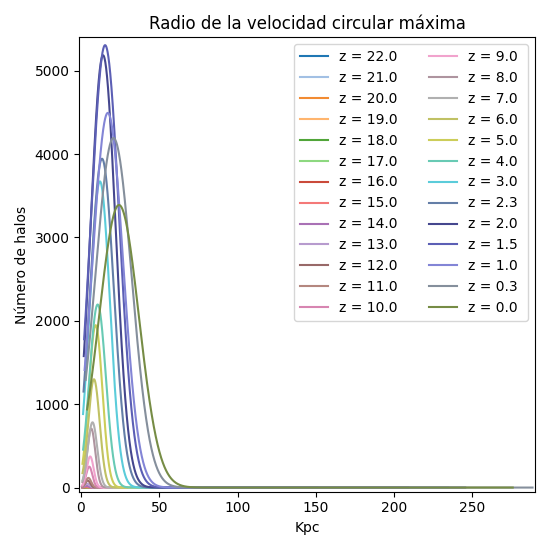 Radio de la velocidad circular máxima
Número de halos
5000
4000
3000
2000
1000
0
0 50 100 150 200 250
Kpc
z = 22.0
z = 21.0
z = 20.0
z = 19.0
z = 18.0
z = 17.0
z = 16.0
z = 15.0
z = 14.0
z = 13.0
z = 12.0
z = 11.0
z = 10.0
z = 9.0
z = 8.0
z = 7.0
z = 6.0
z = 5.0
z = 4.0
z = 3.0
z = 2.3
z = 2.0
z = 1.5
z = 1.0
z = 0.3
z = 0.0